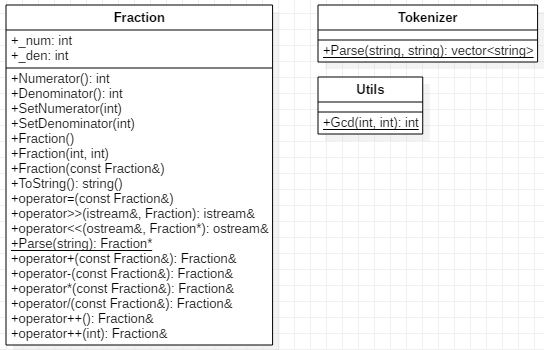 Fraction
+_num: int
+_den: int
+Numerator(): int
+Denominator(): int
+SetNumerator(int)
+SetDenominator(int)
+Fraction()
+Fraction(int, int)
+Fraction(const Fraction&)
+ToString(): string()
+operator=(const Fraction&)
+operator>>(istream&, Fraction): istream&
+operator<<(ostream&, Fraction*): ostream&
+Parse(string): Fraction*
+operator+(const Fraction&): Fraction&
+operator-(const Fraction&): Fraction&
+operator*(const Fraction&): Fraction&
+operator/(const Fraction&): Fraction&
+operator++(): Fraction&
+operator++(int): Fraction&
Tokenizer
+Parse(string, string): vector<string>
Utils
+Gcd(int, int): int